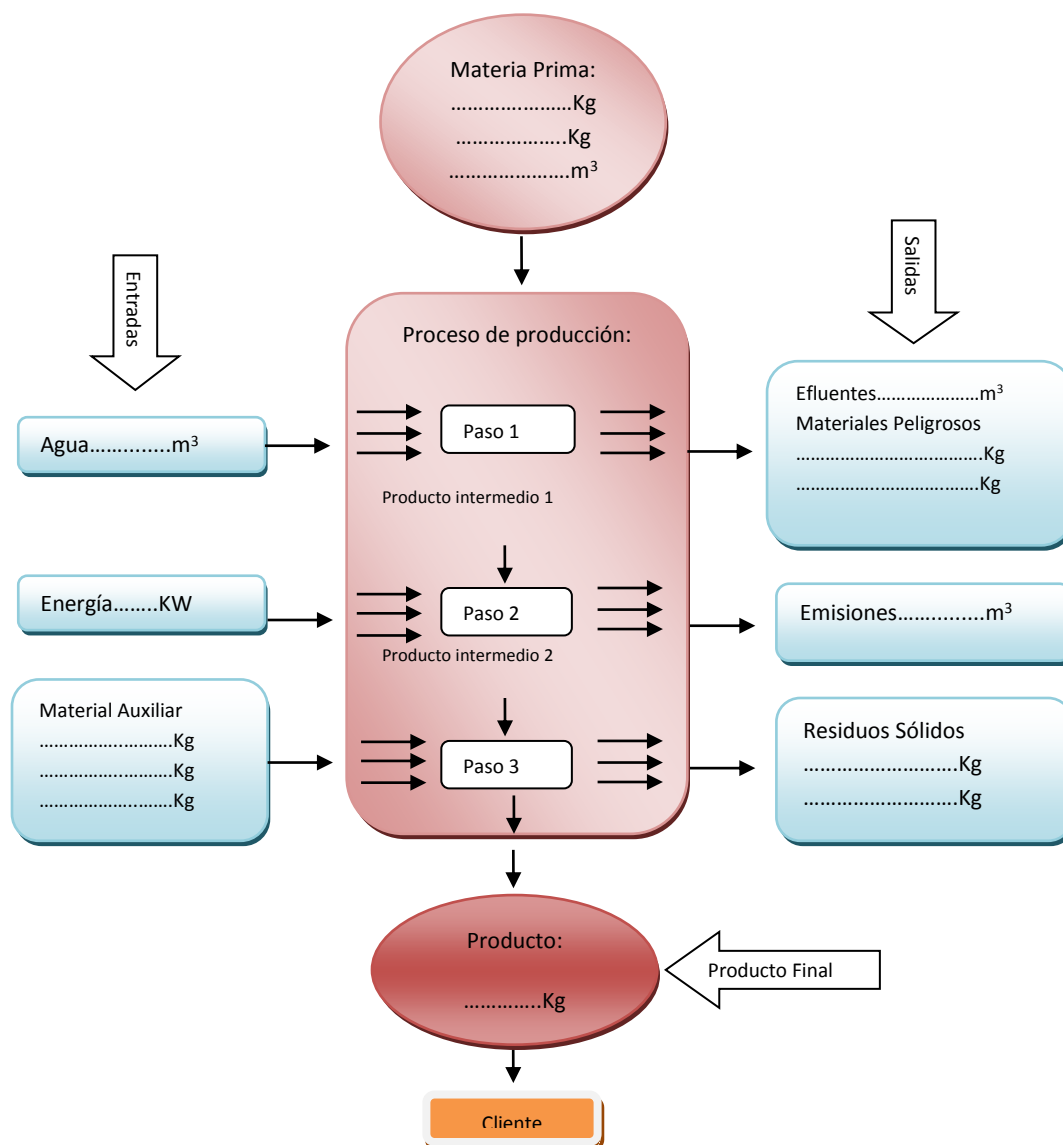 Materia Prima:
………….……...Kg
………………..Kg
………………….m³
Entradas
Salidas
Proceso de producción:
Agua……........m³
Paso 1
Efluentes…………………m³
Materiales Peligrosos
……………………………..Kg
……………..……………..Kg
Producto intermedio 1
Energía……..KW
Paso 2
Emisiones……..........m³
Producto intermedio 2
Material Auxiliar
……………..……….Kg
……………..……….Kg
………………..…….Kg
Paso 3
Residuos Sólidos
……………………….Kg
……………………….Kg
Producto:
…………..Kg
Producto Final
Cliente